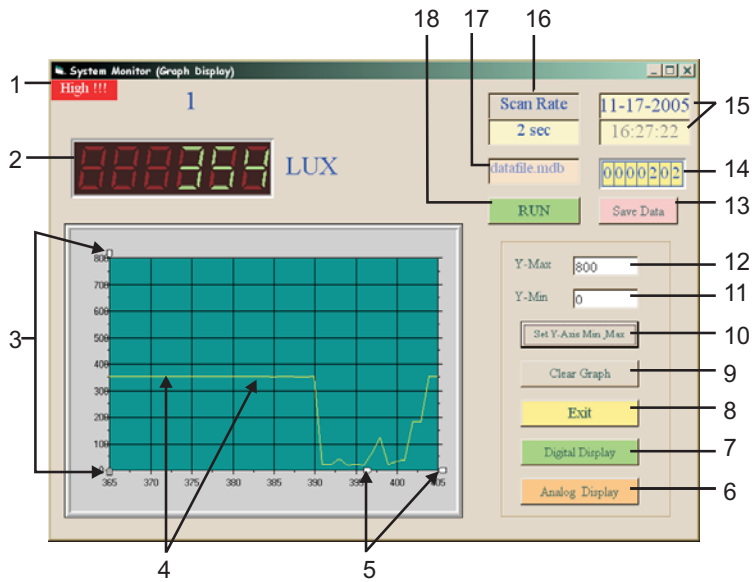 18 17 16
System Monitor (Graph Display)
1
High !!!
1
Scan Rate
11-17-2005
15
2 sec
16:27:22
2
354
LUX
datafile.mdb
0000202
14
RUN
Save Data
13
3
800
700
600
500
400
300
200
100
0
365 370 375 380 385 390 395 400 405
Y-Max 800
12
Y-Min 0
11
Set Y-Axis Min ,Max
10
Clear Graph
9
Exit
8
Digital Display
7
Analog Display
6
4 5